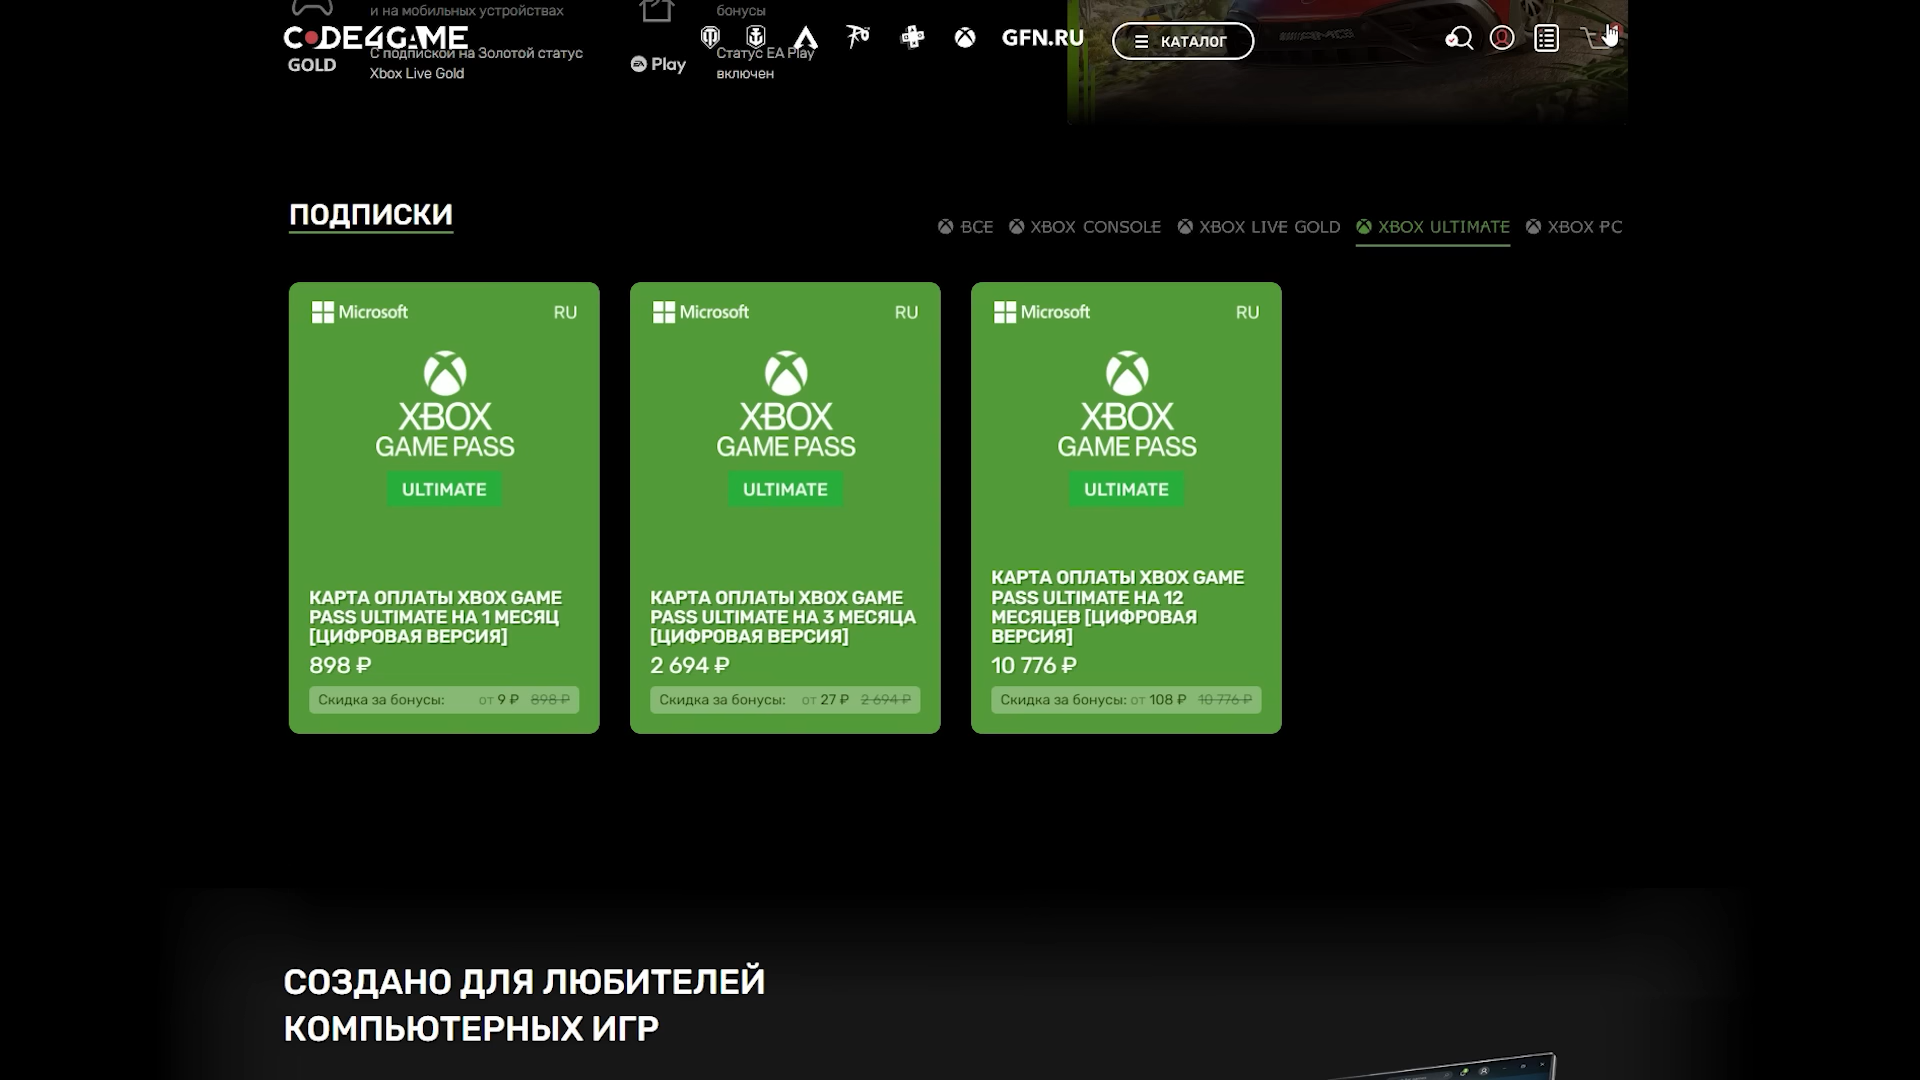 и на мобильных устройствах
бонусы
CODE4GAME
GFN.RU
КАТАЛОГ
GOLD
С подпиской на Золотой статус
Xbox Live Gold
EA Play
Статус EA Play
включен
ПОДПИСКИ
ВСЕ
XBOX CONSOLE
XBOX LIVE GOLD
XBOX ULTIMATE
XBOX PC
Microsoft
RU
XBOX
GAME PASS
ULTIMATE
КАРТА ОПЛАТЫ XBOX GAME
PASS ULTIMATE НА 1 МЕСЯЦ
[ЦИФРОВАЯ ВЕРСИЯ]
898 ₽
Скидка за бонусы: от 9 ₽ 898 ₽
Microsoft
RU
XBOX
GAME PASS
ULTIMATE
КАРТА ОПЛАТЫ XBOX GAME
PASS ULTIMATE НА 3 МЕСЯЦА
[ЦИФРОВАЯ ВЕРСИЯ]
2 694 ₽
Скидка за бонусы: от 27 ₽ 2 694 ₽
Microsoft
RU
XBOX
GAME PASS
ULTIMATE
КАРТА ОПЛАТЫ XBOX GAME
PASS ULTIMATE НА 12
МЕСЯЦЕВ [ЦИФРОВАЯ
ВЕРСИЯ]
10 776 ₽
Скидка за бонусы: от 108 ₽ 10 776 ₽
СОЗДАНО ДЛЯ ЛЮБИТЕЛЕЙ
КОМПЬЮТЕРНЫХ ИГР